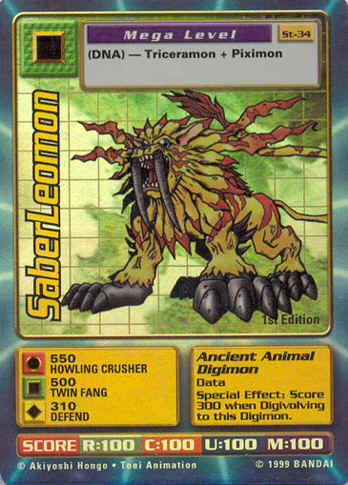 Mega Level
St-34
(DNA) — Triceramon + Piximon
SaberLeomon
1st Edition
550
HOWLING CRUSHER
500
TWIN FANG
310
DEFEND
Ancient Animal
Digimon
Data
Special Effect: Score
300 when Digivolving to
this Digimon.
SCORE R:100 C:100 U:100 M:100
© Akiyoshi Hongo • Toei Animation © 1999 BANDAI